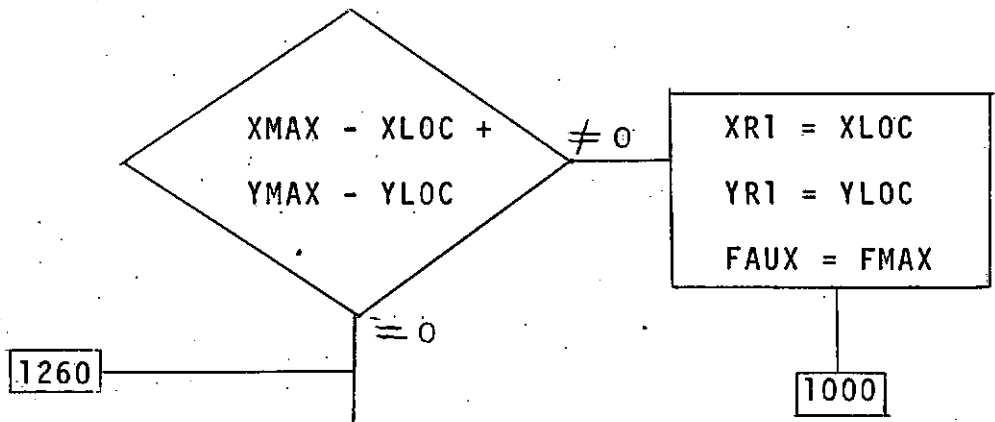 XMAX - XLOC +
YMAX - YLOC
≠ 0
XR1 = XLOC
YR1 = YLOC
FAUX = FMAX
= 0
1260
1000